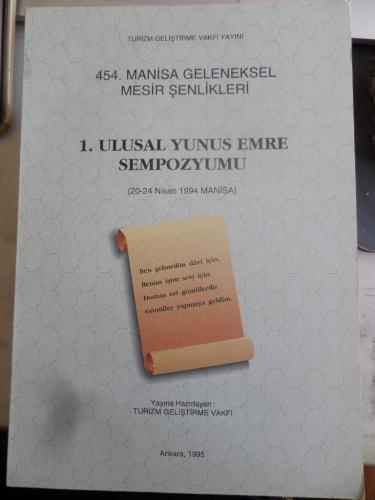 TURİZM GELİŞTİRME VAKFI YAYINI
454. MANİSA GELENEKSEL
MESİR ŞENLİKLERİ
1. ULUSAL YUNUS EMRE
SEMPOZYUMU
(20-24 Nisan 1994 MANİSA)
Ben gelmedim dâvi için,
Benim işim sevi için
Dostun evi gönüllerdir
Gönüller yapmaya geldim.
Yayına Hazırlayan :
TURİZM GELİŞTİRME VAKFI
Ankara, 1995